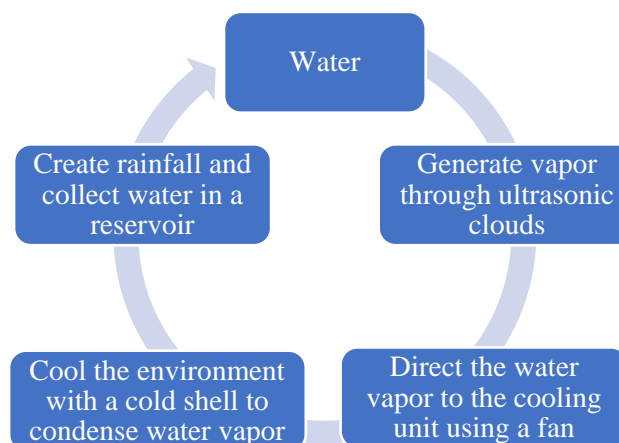 Water
Generate vapor
through ultrasonic
clouds
Direct the water
vapor to the cooling
unit using a fan
Cool the environment
with a cold shell to
condense water vapor
Create rainfall and
collect water in a
reservoir